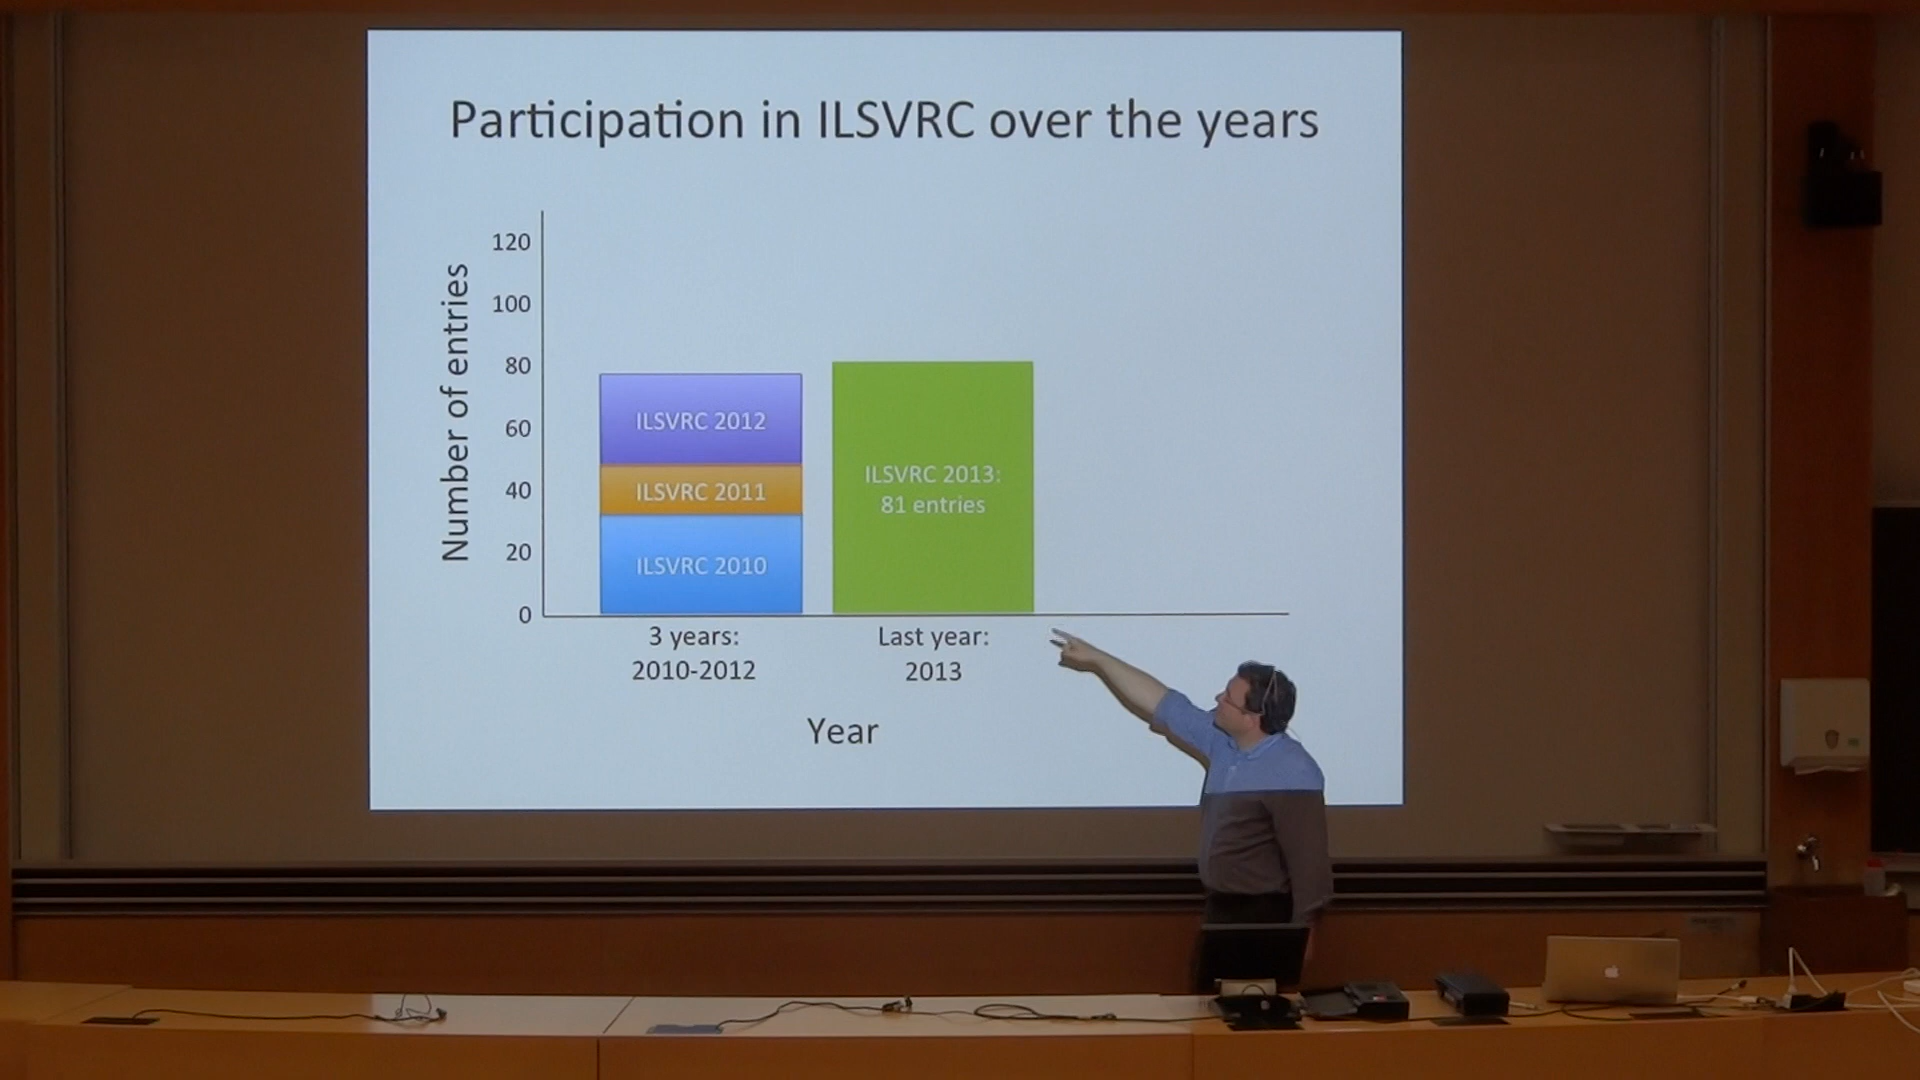 Participation in ILSVRC over the years
Number of entries
120
100
80
60
40
20
0
ILSVRC 2012
ILSVRC 2011
ILSVRC 2010
ILSVRC 2013:
81 entries
3 years:
2010-2012
Last year:
2013
Year